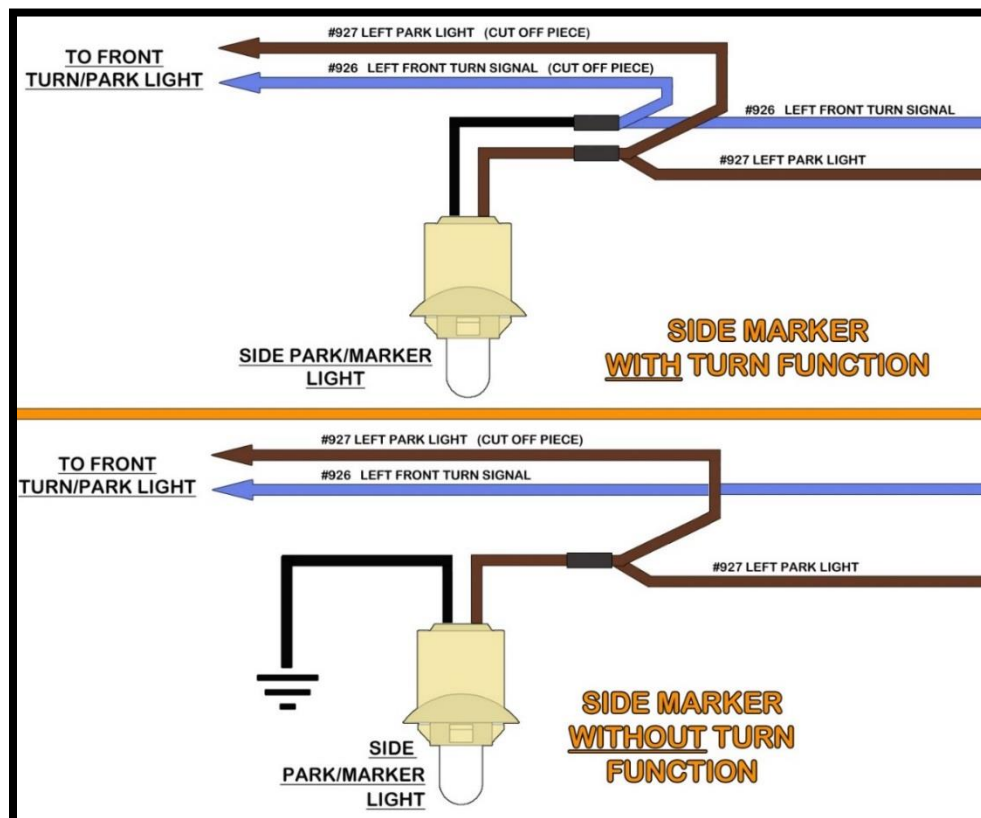 #927 LEFT PARK LIGHT (CUT OFF PIECE)
TO FRONT
TURN/PARK LIGHT
#926 LEFT FRONT TURN SIGNAL (CUT OFF PIECE)
#926 LEFT FRONT TURN SIGNAL
#927 LEFT PARK LIGHT
SIDE PARK/MARKER
LIGHT
SIDE MARKER
WITH TURN FUNCTION
#927 LEFT PARK LIGHT (CUT OFF PIECE)
TO FRONT
TURN/PARK LIGHT
#926 LEFT FRONT TURN SIGNAL
#927 LEFT PARK LIGHT
SIDE
PARK/MARKER
LIGHT
SIDE MARKER
WITHOUT TURN
FUNCTION